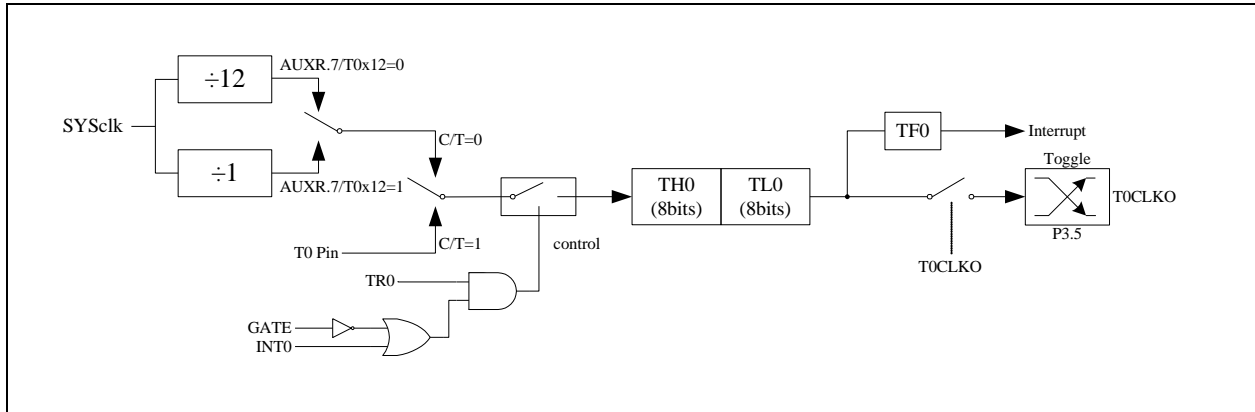 ÷12
AUXR.7/T0x12=0
SYSclk
÷1
AUXR.7/T0x12=1
C/T=0
C/T=1
T0 Pin
control
TR0
GATE
INT0
TH0
(8bits)
TL0
(8bits)
TF0
Interrupt
Toggle
T0CLKO
P3.5
T0CLKO